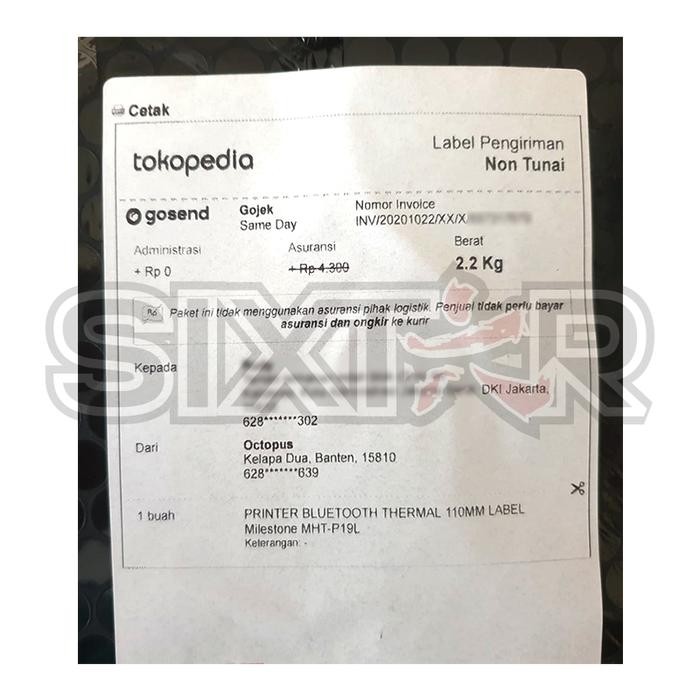 Cetak
tokopedia
Label Pengiriman
Non Tunai
gosend
Gojek
Same Day
Nomor Invoice
INV/20201022/XX/X
Administrasi
+ Rp 0
Asuransi
+ Rp 4.300
Berat
2.2 Kg
Paket ini tidak menggunakan asuransi pihak logistik. Penjual tidak perlu bayar
asuransi dan ongkir ke kurir
SIXIOR
Kepada
DKI Jakarta,
628*******302
Dari
Octopus
Kelapa Dua, Banten, 15810
628*******639
1 buah
PRINTER BLUETOOTH THERMAL 110MM LABEL
Milestone MHT-P19L
Keterangan: -